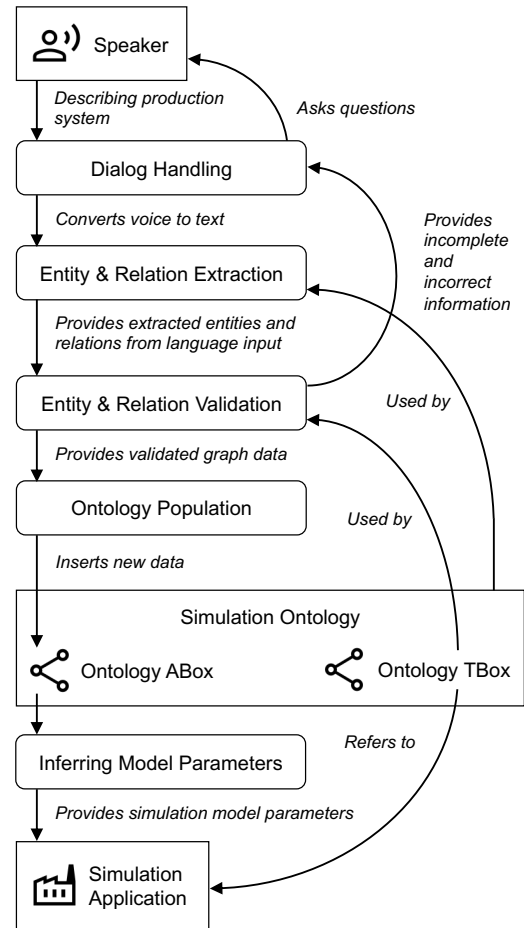 Speaker
Describing production
system
Asks questions
Dialog Handling
Converts voice to text
Provides
incomplete
and
incorrect
information
Entity & Relation Extraction
Provides extracted entities and
relations from language input
Entity & Relation Validation
Used by
Provides validated graph data
Ontology Population
Used by
Inserts new data
Simulation Ontology
Ontology ABox
Ontology TBox
Inferring Model Parameters
Refers to
Provides simulation model parameters
Simulation
Application